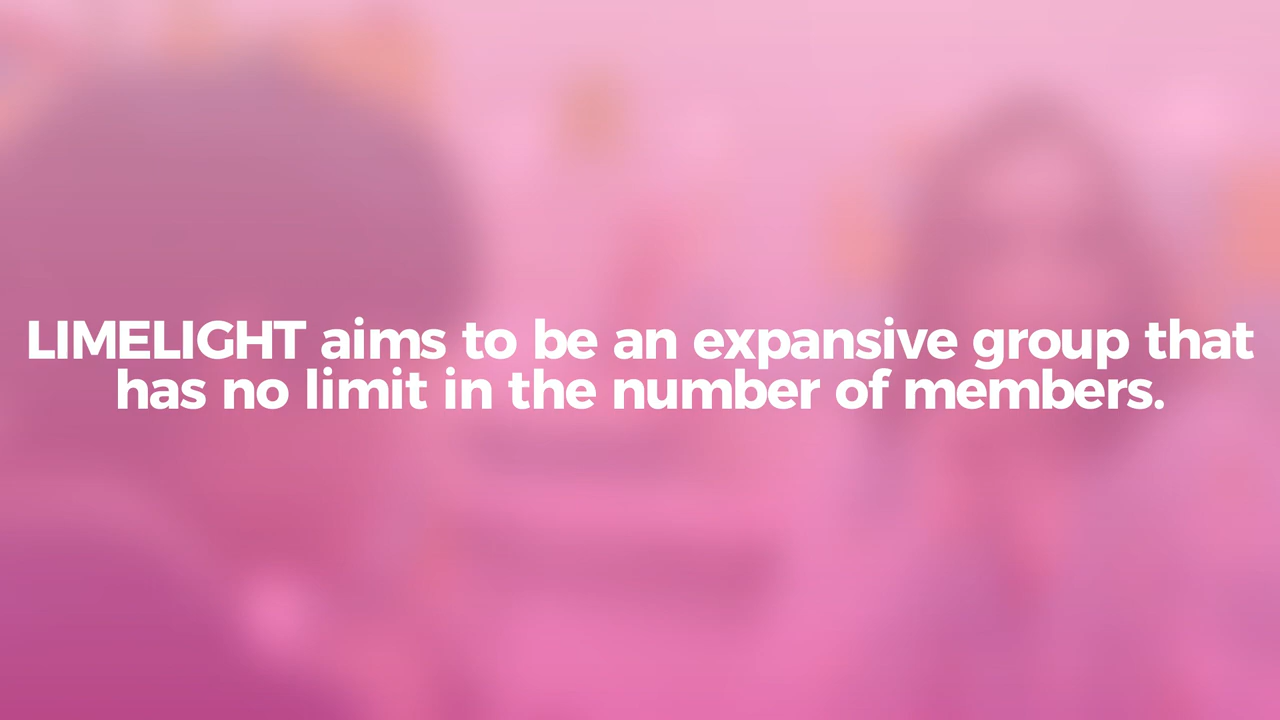 LIMELIGHT aims to be an expansive group that
has no limit in the number of members.